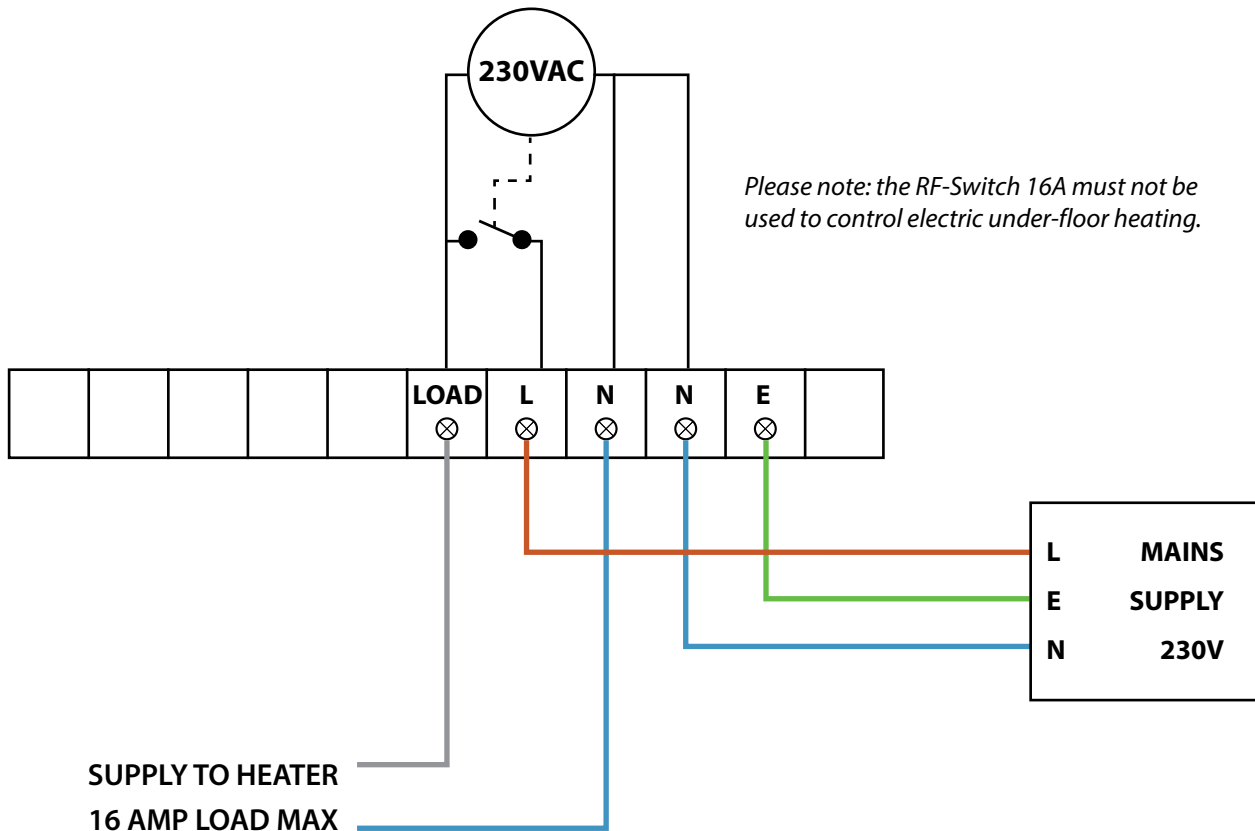 230VAC
Please note: the RF-Switch 16A must not be
used to control electric under-floor heating.
LOAD L N N E
L MAINS
E SUPPLY
N 230V
SUPPLY TO HEATER
16 AMP LOAD MAX